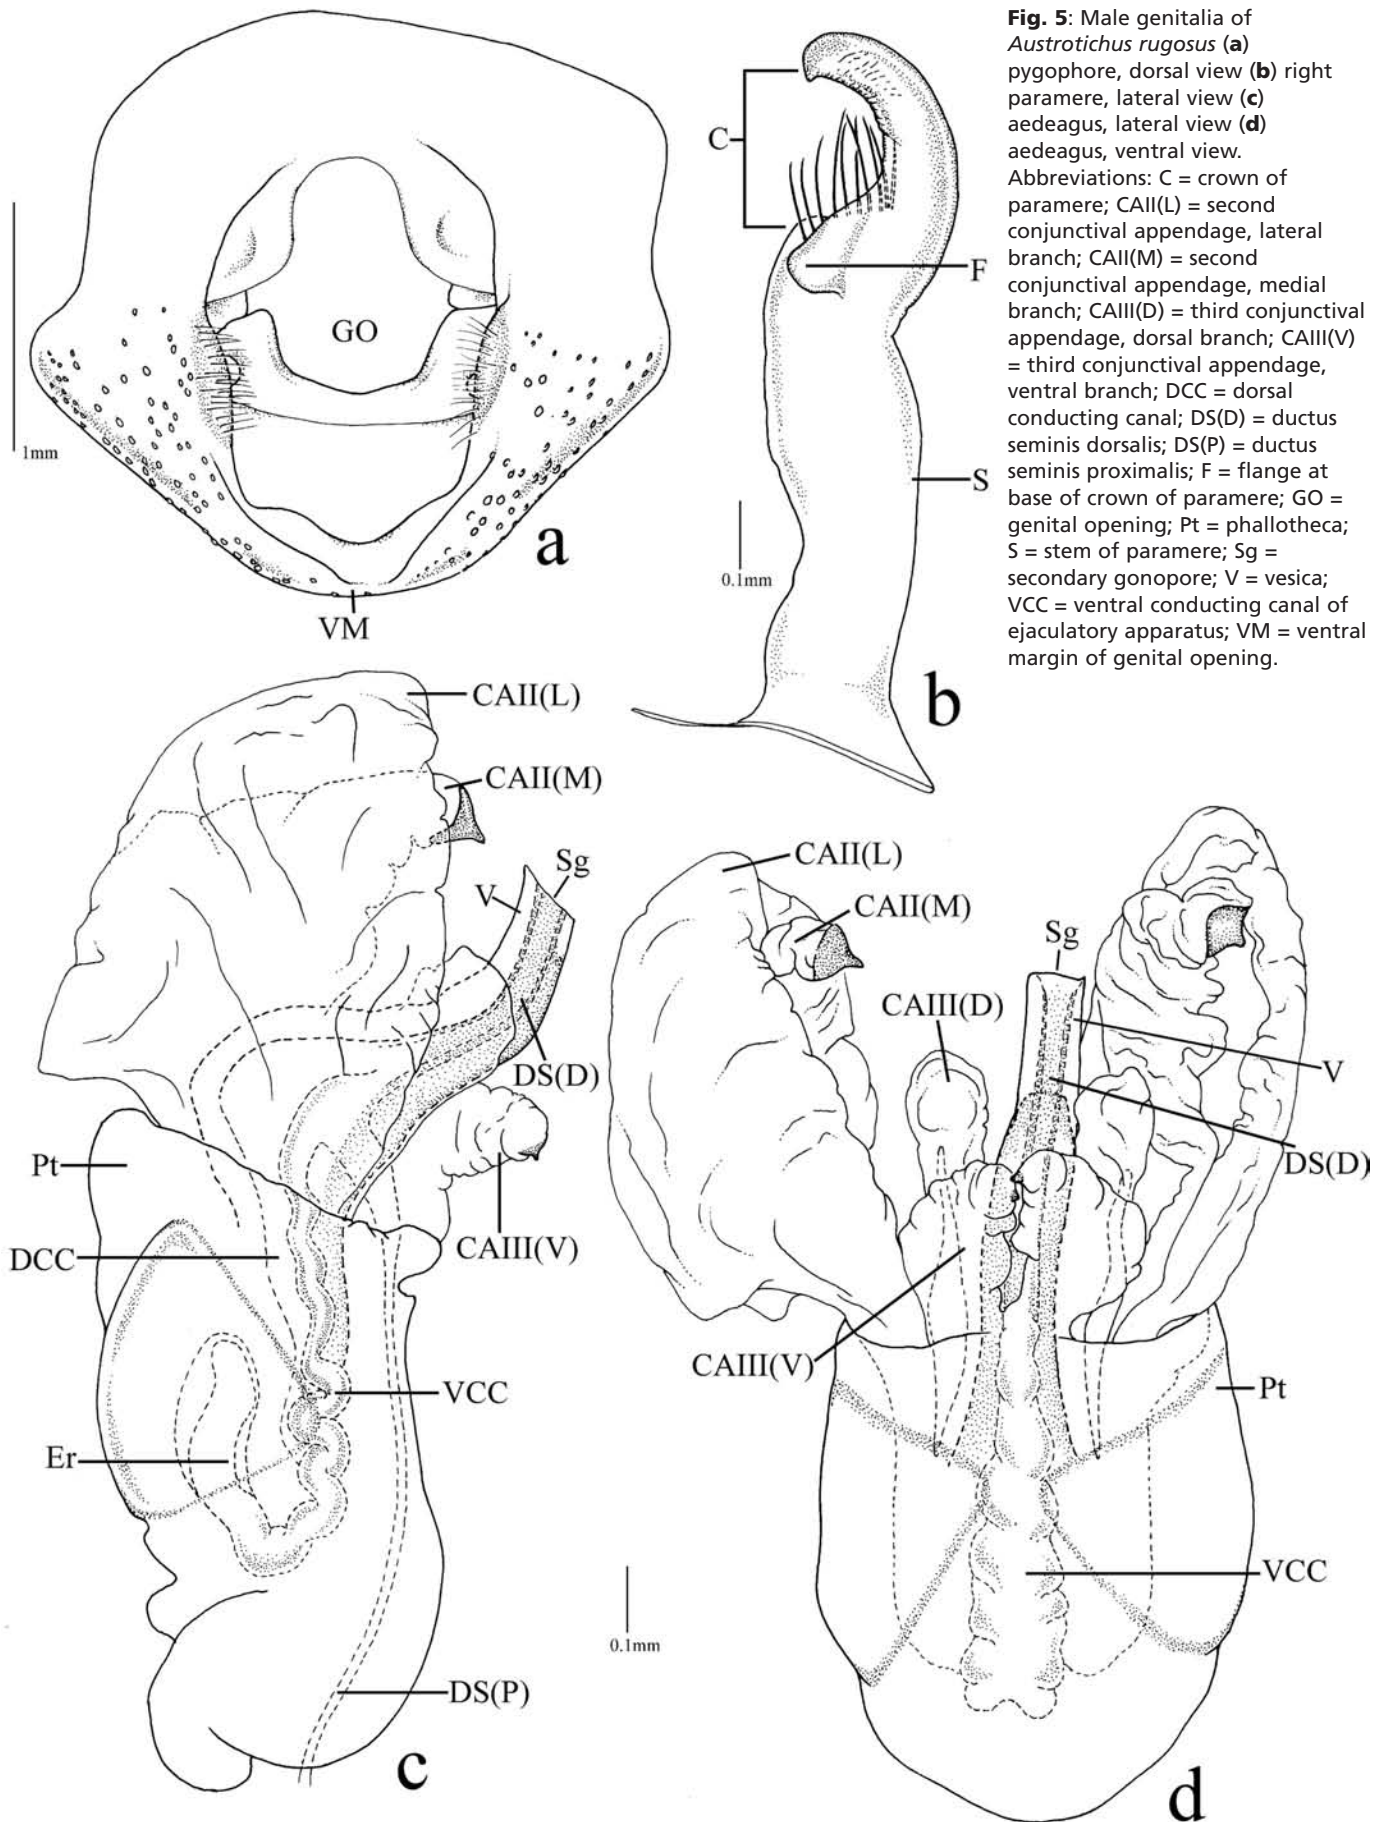 Fig. 5: Male genitalia of
Austrotichus rugosus (a)
pygophore, dorsal view (b) right
paramere, lateral view (c)
aedeagus, lateral view (d)
aedeagus, ventral view.
Abbreviations: C = crown of
paramere; CAII(L) = second
conjunctival appendage, lateral
branch; CAII(M) = second
conjunctival appendage, medial
branch; CAIII(D) = third conjunctival
appendage, dorsal branch; CAIII(V)
= third conjunctival appendage,
ventral branch; DCC = dorsal
conducting canal; DS(D) = ductus
seminis dorsalis; DS(P) = ductus
seminis proximalis; F = flange at
base of crown of paramere; GO =
genital opening; Pt = phallotheca;
S = stem of paramere; Sg =
secondary gonopore; V = vesica;
VCC = ventral conducting canal of
ejaculatory apparatus; VM = ventral
margin of genital opening.
GO
1mm
VM
a
C
F
S
0.1mm
b
CAII(L)
CAII(M)
Sg
V
DS(D)
Pt
CAIII(V)
DCC
VCC
Er
DS(P)
c
0.1mm
CAII(L)
CAII(M)
Sg
CAIII(D)
V
DS(D)
CAIII(V)
Pt
VCC
d